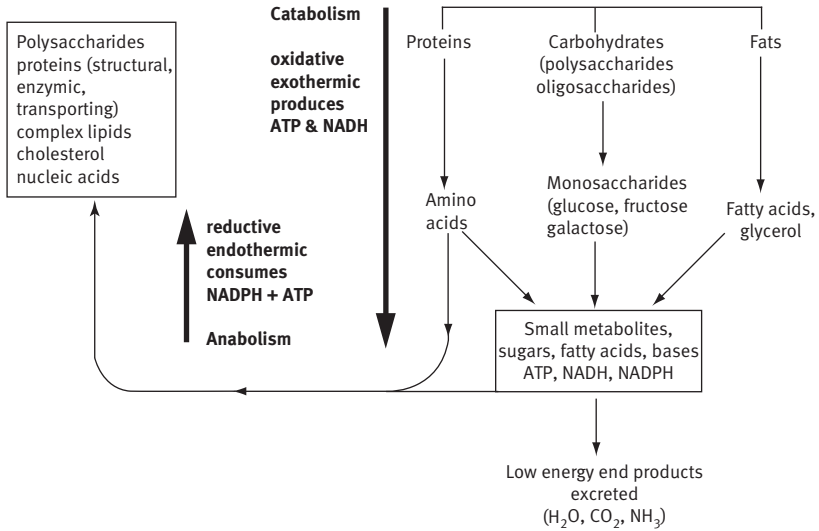 Catabolism
oxidative
exothermic
produces
ATP & NADH
Polysaccharides
proteins (structural,
enzymic,
transporting)
complex lipids
cholesterol
nucleic acids
reductive
endothermic
consumes
NADPH + ATP
Anabolism
Proteins
Carbohydrates
(polysaccharides
oligosaccharides)
Fats
Amino
acids
Monosaccharides
(glucose, fructose
galactose)
Fatty acids,
glycerol
Small metabolites,
sugars, fatty acids, bases
ATP, NADH, NADPH
Low energy end products
excreted
(H₂O, CO₂, NH₃)